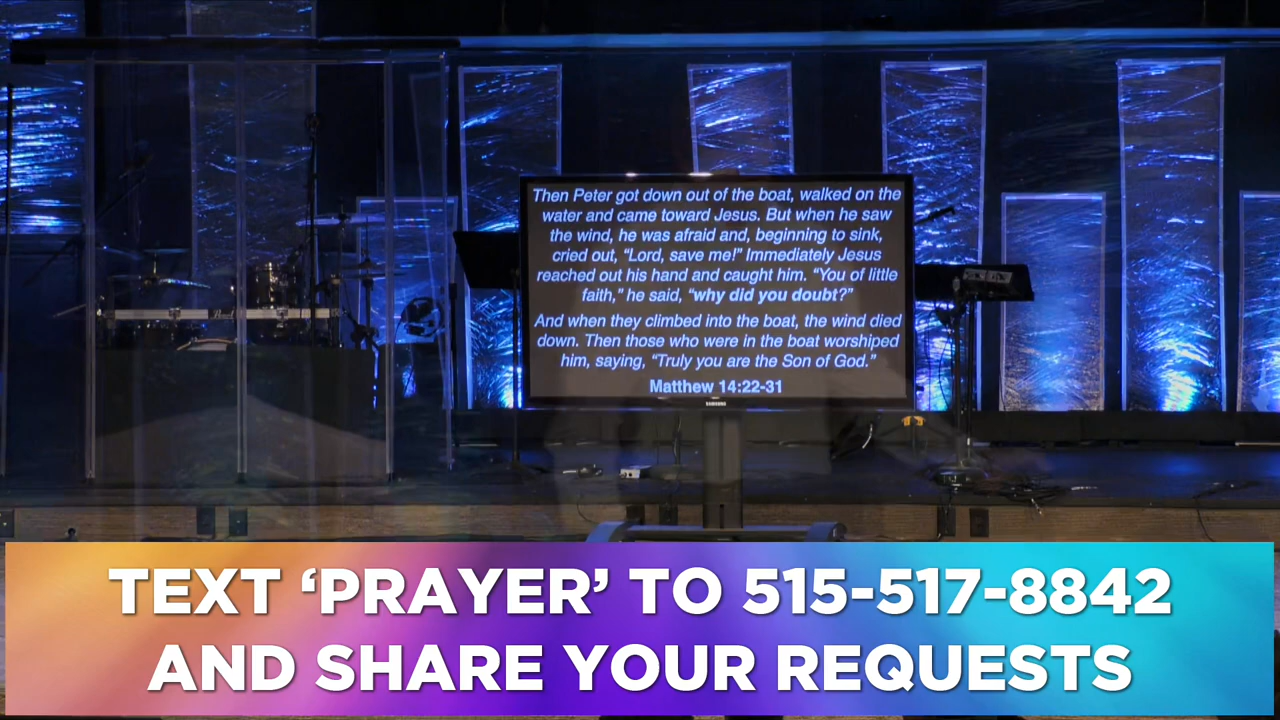 Then Peter got down out of the boat, walked on the
water and came toward Jesus. But when he saw
the wind, he was afraid and, beginning to sink,
cried out, “Lord, save me!” Immediately Jesus
reached out his hand and caught him. “You of little
faith,” he said, “why did you doubt?”
And when they climbed into the boat, the wind died
down. Then those who were in the boat worshiped
him, saying, “Truly you are the Son of God.”
Matthew 14:22-31
SAMSUNG
Pearl
TEXT ‘PRAYER’ TO 515-517-8842
AND SHARE YOUR REQUESTS